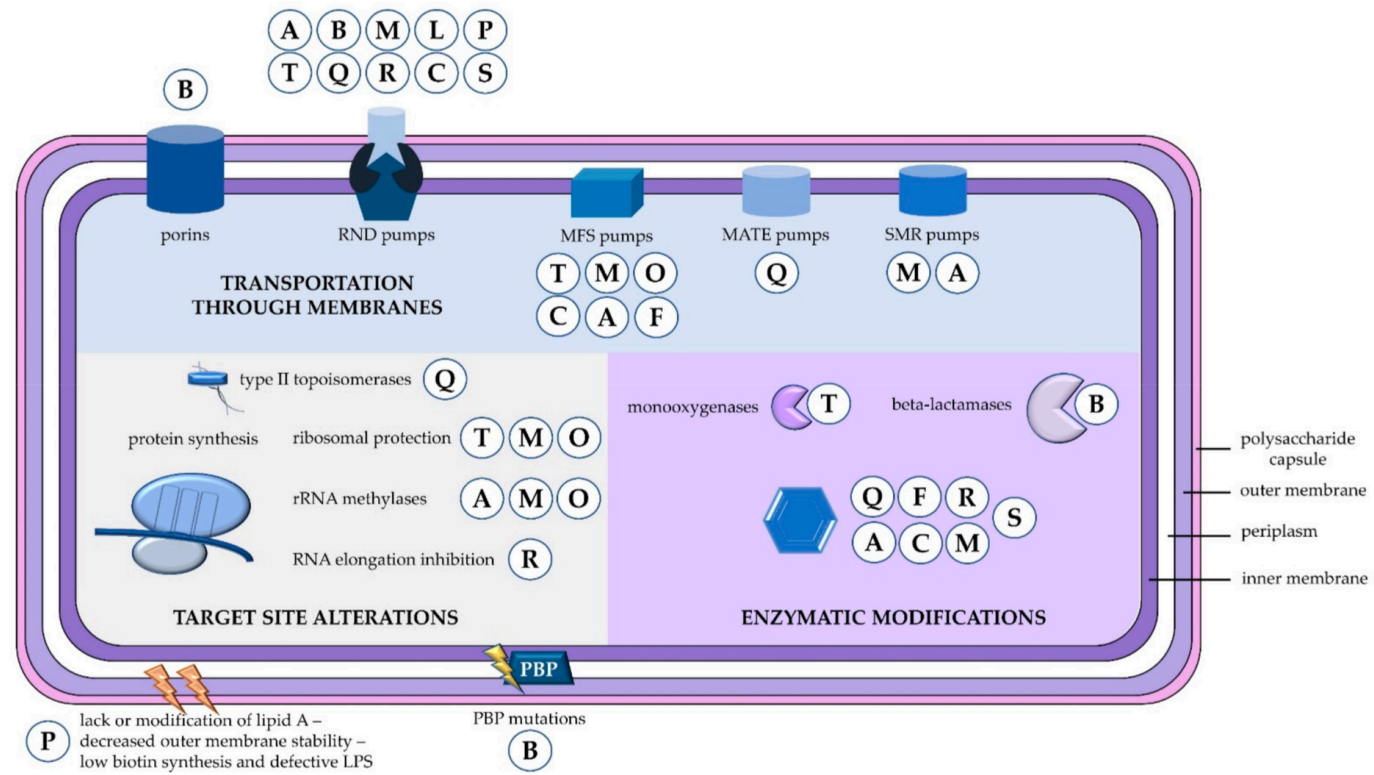 A B M L P
T Q R C S
B
porins
RND pumps
MFS pumps
MATE pumps
SMR pumps
T M O
C A F
Q
M A
TRANSPORTATION
THROUGH MEMBRANES
type II topoisomerases Q
protein synthesis
ribosomal protection T M O
rRNA methylases A M O
RNA elongation inhibition R
TARGET SITE ALTERATIONS
monooxygenases T
beta-lactamases B
Q F R
S
A C M
ENZYMATIC MODIFICATIONS
polysaccharide
capsule
outer membrane
periplasm
inner membrane
P
lack or modification of lipid A –
decreased outer membrane stability –
low biotin synthesis and defective LPS
PBP
PBP mutations
B